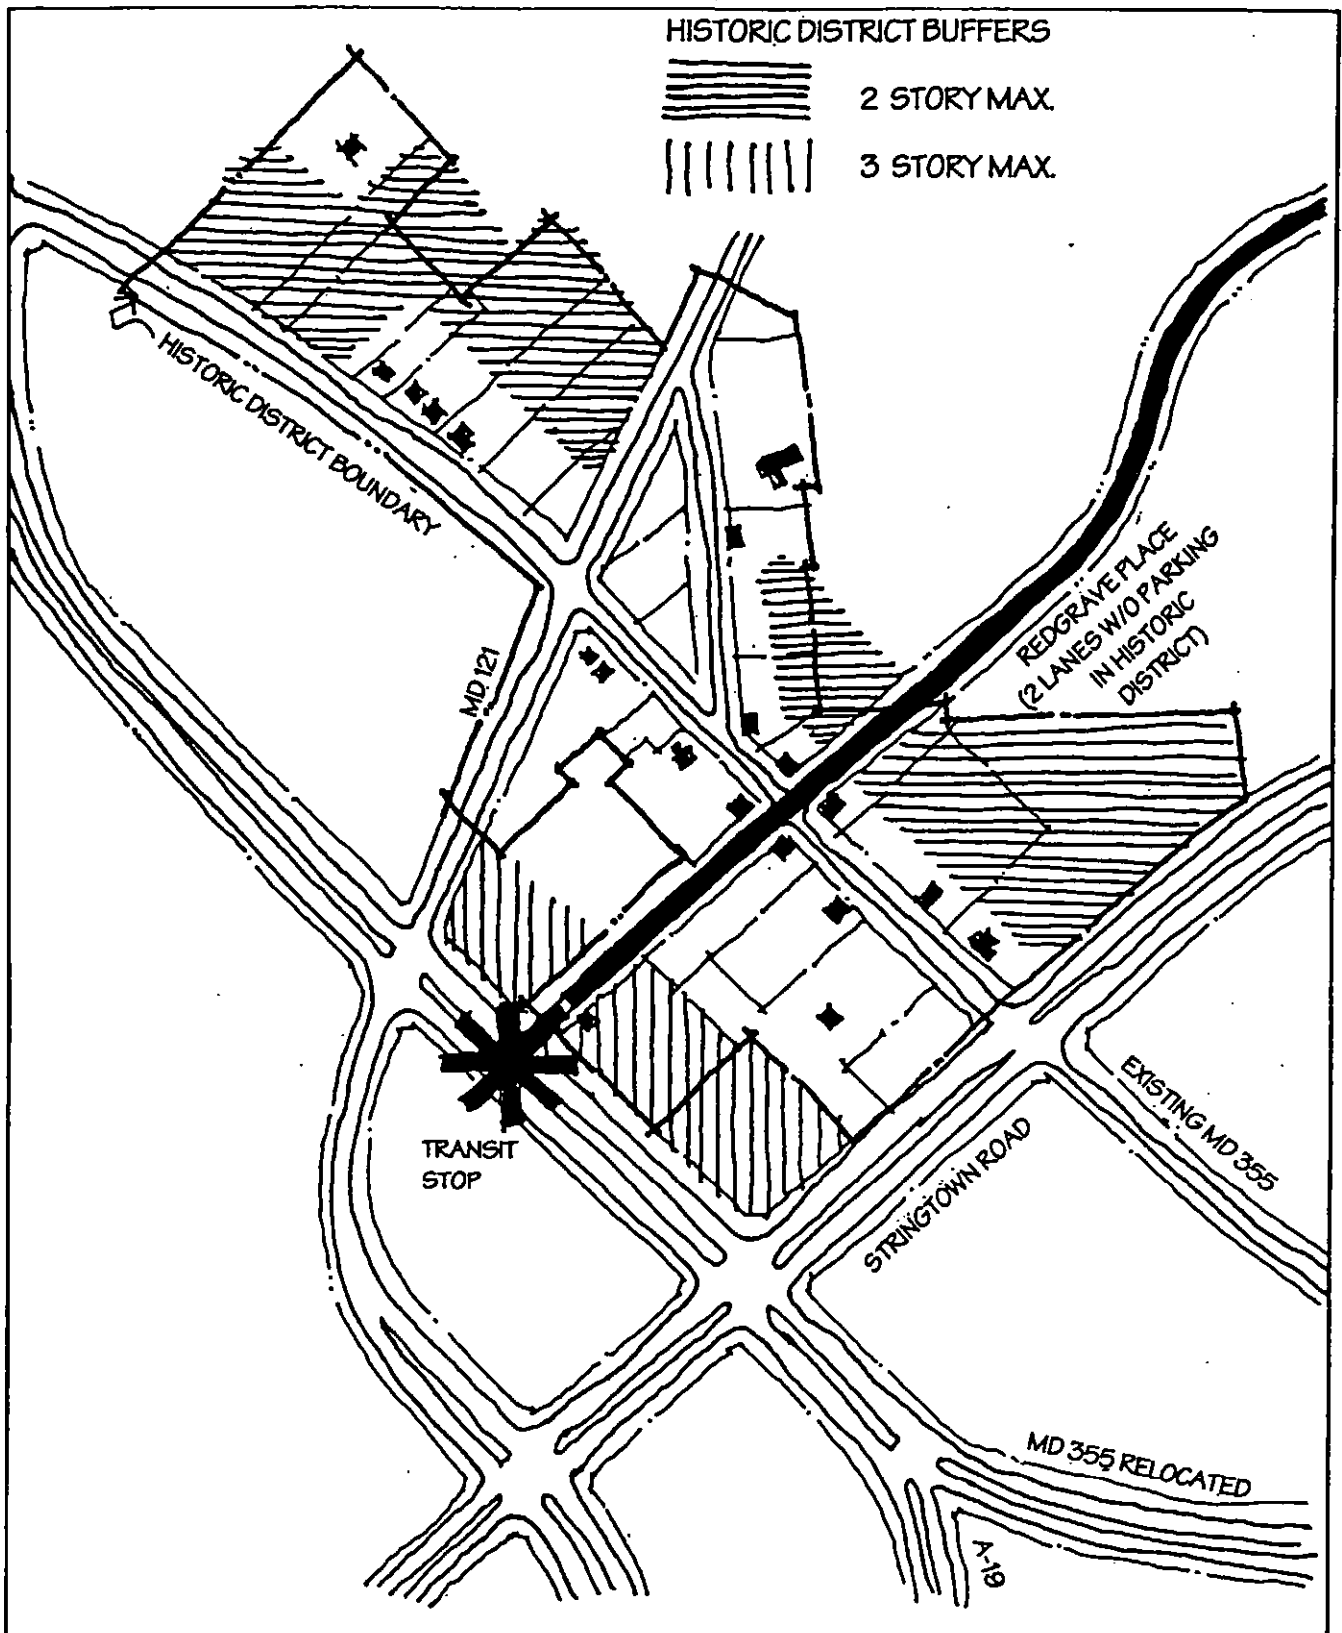 HISTORIC DISTRICT BUFFERS
2 STORY MAX.
3 STORY MAX.
HISTORIC DISTRICT BOUNDARY
MD 121
REDGRAVE PLACE
(2 LANES W/O PARKING
IN HISTORIC
DISTRICT)
TRANSIT
STOP
EXISTING MD 355
STRINGTOWN ROAD
MD 355 RELOCATED
A-19